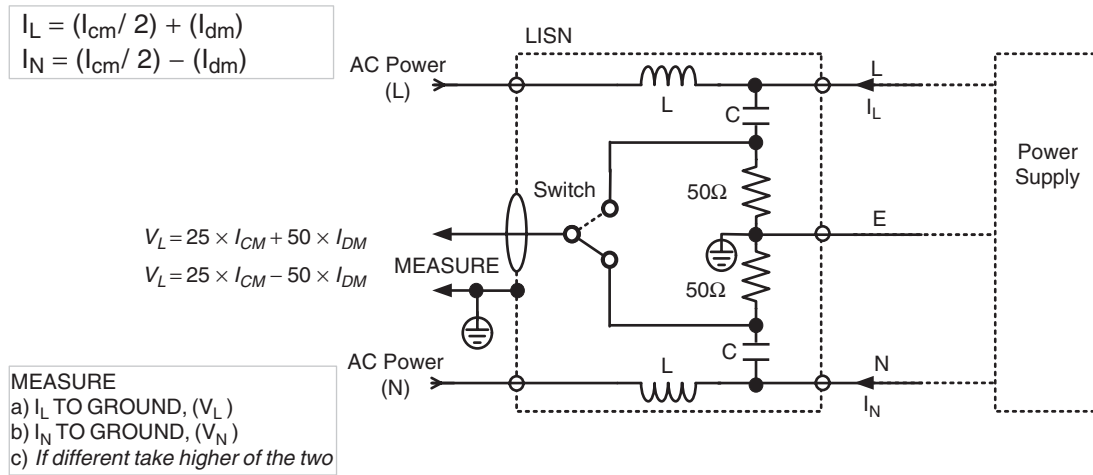 I_L = (I_cm / 2) + (I_dm)
I_N = (I_cm / 2) − (I_dm)
LISN
AC Power
(L)
L
L
I_L
C
Switch
50Ω
Power
Supply
E
V_L = 25 × I_CM + 50 × I_DM
MEASURE
V_L = 25 × I_CM − 50 × I_DM
50Ω
C
AC Power
(N)
L
N
I_N
MEASURE
a) I_L TO GROUND, (V_L )
b) I_N TO GROUND, (V_N )
c) If different take higher of the two